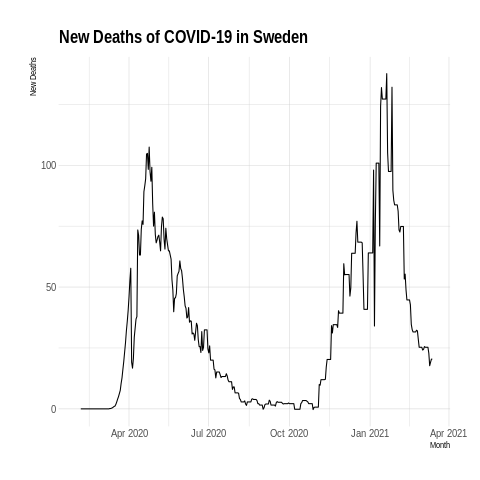 New Deaths of COVID-19 in Sweden
New Deaths
100
50
0
Apr 2020
Jul 2020
Oct 2020
Jan 2021
Apr 2021
Month